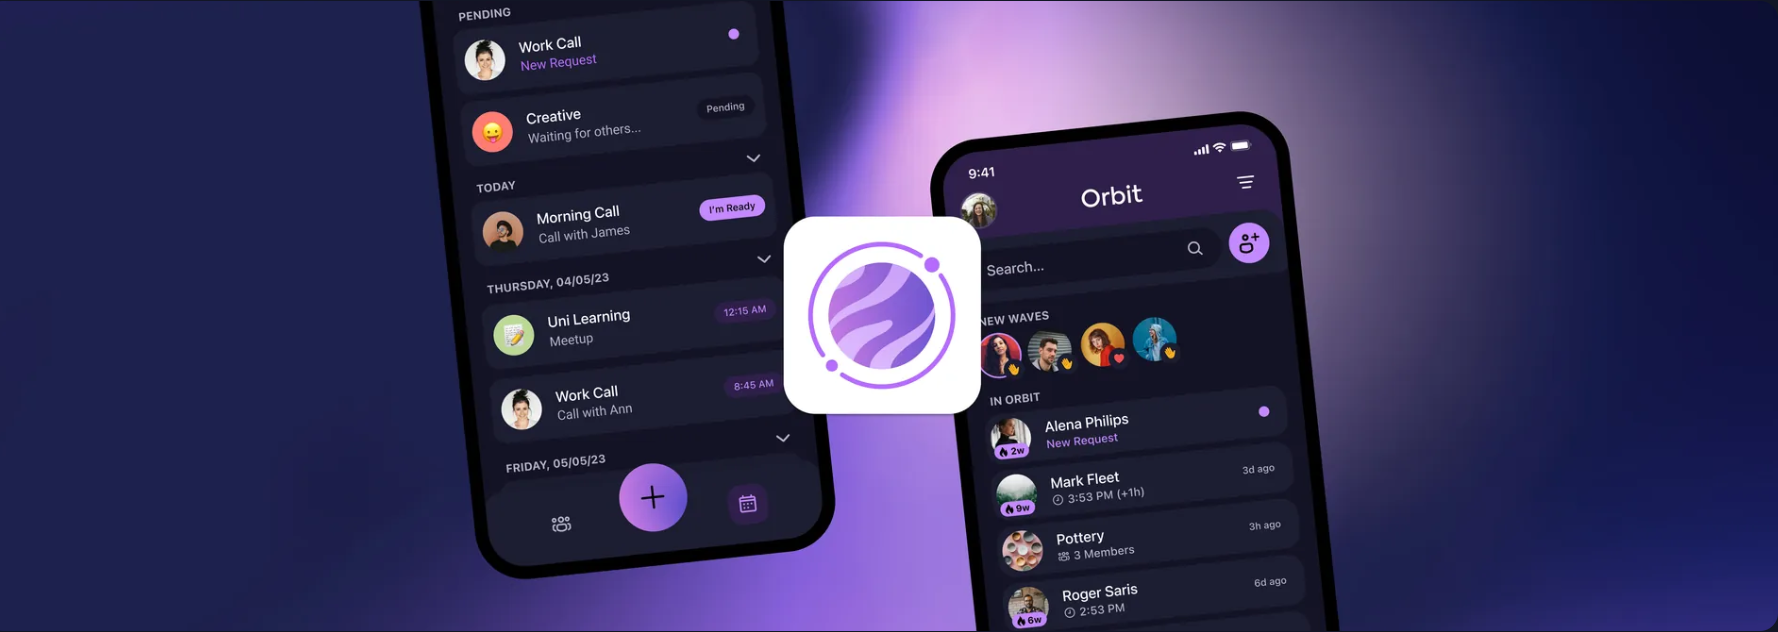 PENDING
Work Call
New Request
Creative
Waiting for others...
Pending
TODAY
Morning Call
Call with James
I'm Ready
THURSDAY, 04/05/23
Uni Learning
Meetup
12:15 AM
Work Call
Call with Ann
8:45 AM
FRIDAY, 05/05/23
9:41
Orbit
Search...
NEW WAVES
IN ORBIT
Alena Philips
New Request
2w
Mark Fleet
3:53 PM (+1h)
3d ago
9w
Pottery
3 Members
3h ago
Roger Saris
2:53 PM
6d ago
6w